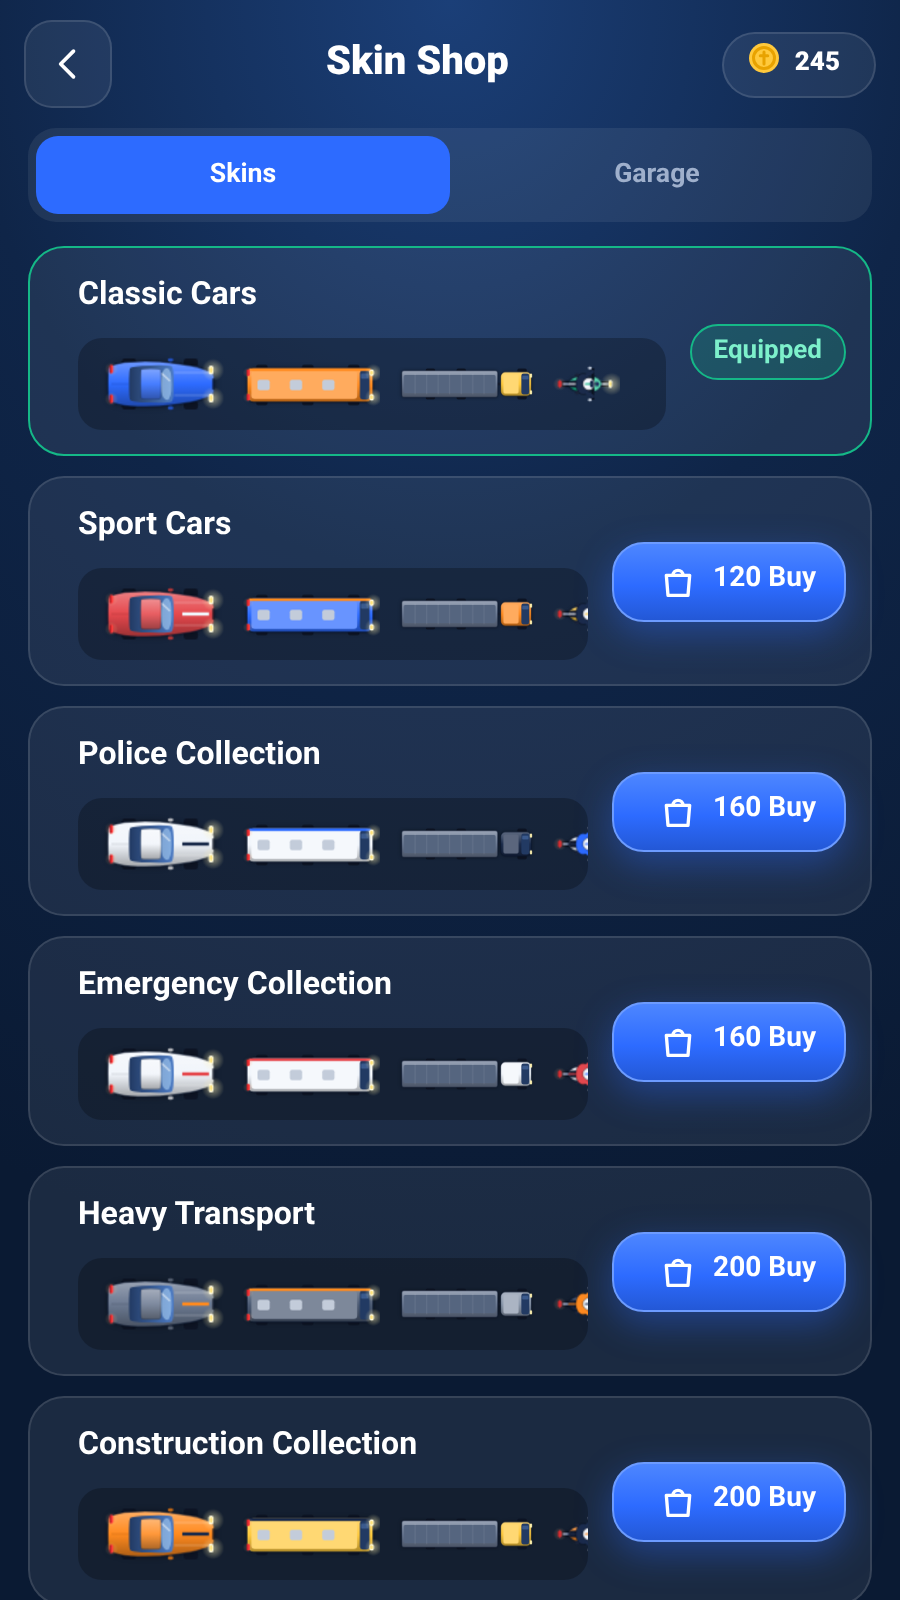 Skin Shop
245
Skins
Garage
Classic Cars
Equipped
Sport Cars
120 Buy
Police Collection
160 Buy
Emergency Collection
160 Buy
Heavy Transport
200 Buy
Construction Collection
200 Buy